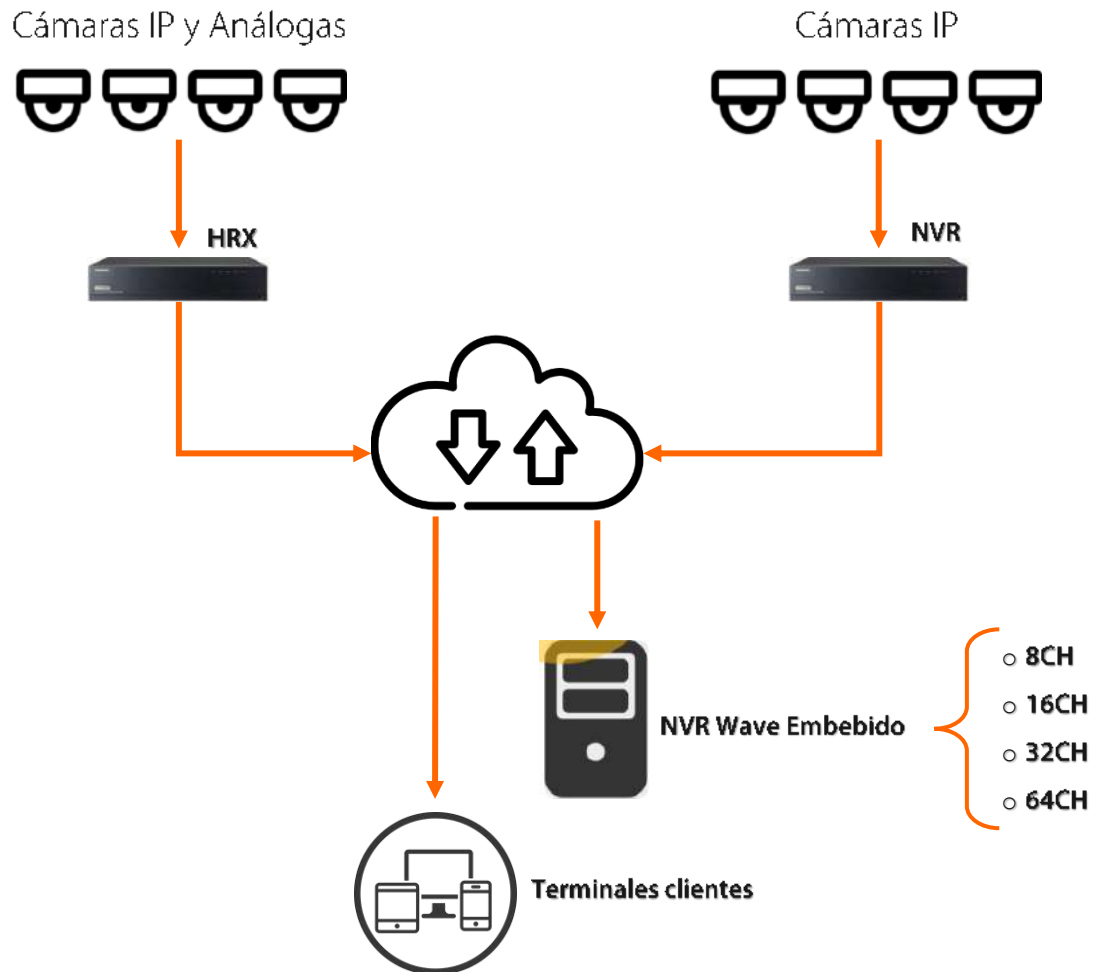 Cámaras IP y Análogas
Cámaras IP
HRX
NVR
NVR Wave Embebido
○ 8CH
○ 16CH
○ 32CH
○ 64CH
Terminales clientes